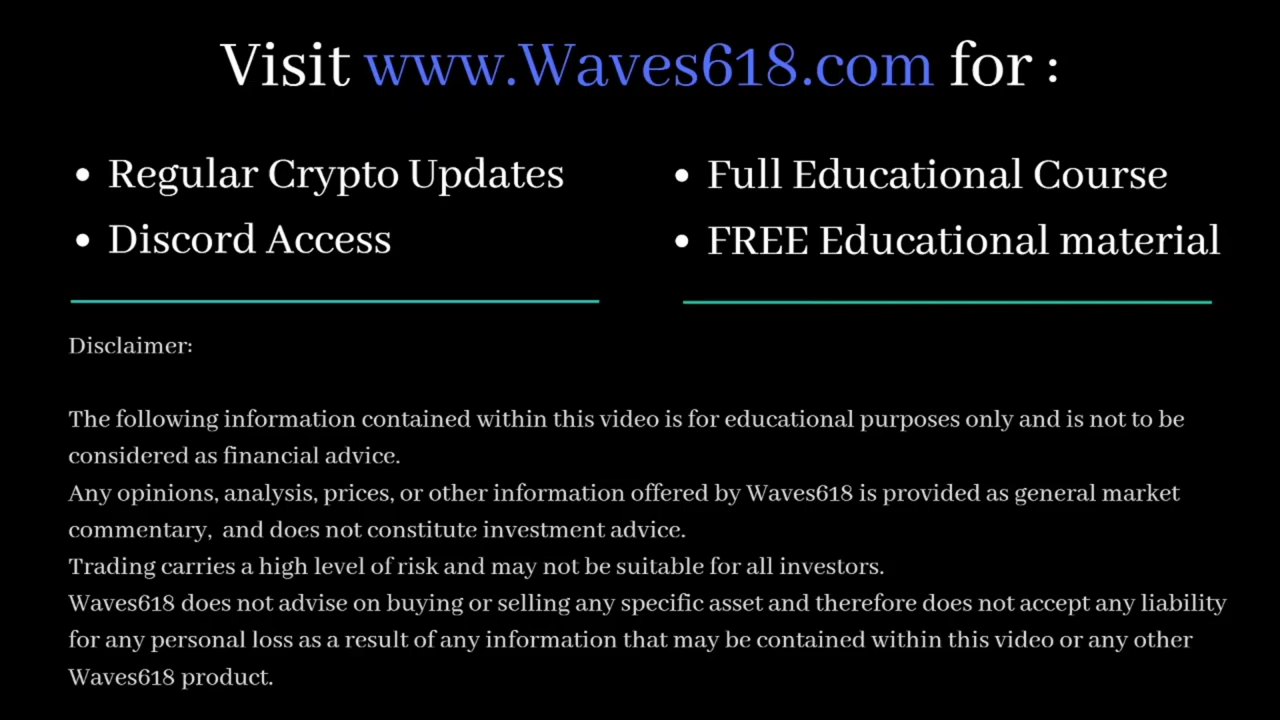 Visit www.Waves618.com for :
• Regular Crypto Updates
• Discord Access
• Full Educational Course
• FREE Educational material
Disclaimer:
The following information contained within this video is for educational purposes only and is not to be
considered as financial advice.
Any opinions, analysis, prices, or other information offered by Waves618 is provided as general market
commentary,  and does not constitute investment advice.
Trading carries a high level of risk and may not be suitable for all investors.
Waves618 does not advise on buying or selling any specific asset and therefore does not accept any liability
for any personal loss as a result of any information that may be contained within this video or any other
Waves618 product.